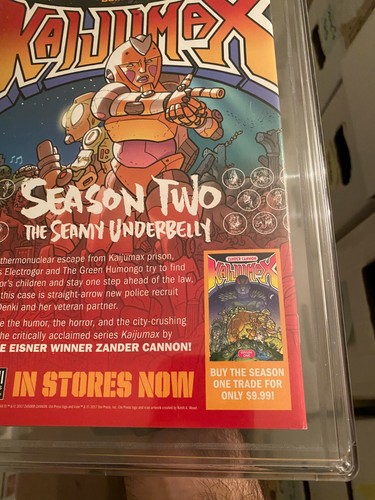 KAIJUMAX
SEASON TWO
THE SEAMY UNDERBELLY
thermonuclear escape from Kaijumax prison,
Electrogor and The Green Humongo try to find
or's children and stay one step ahead of the law,
this case is straight-arrow new police recruit
Denki and her veteran partner.
e the humor, the horror, and the city-crushing
the critically acclaimed series Kaijumax by
E EISNER WINNER ZANDER CANNON!
IN STORES NOW
ZANDER CANNON
KAIJUMAX
BUY THE SEASON
ONE TRADE FOR
ONLY $9.99!